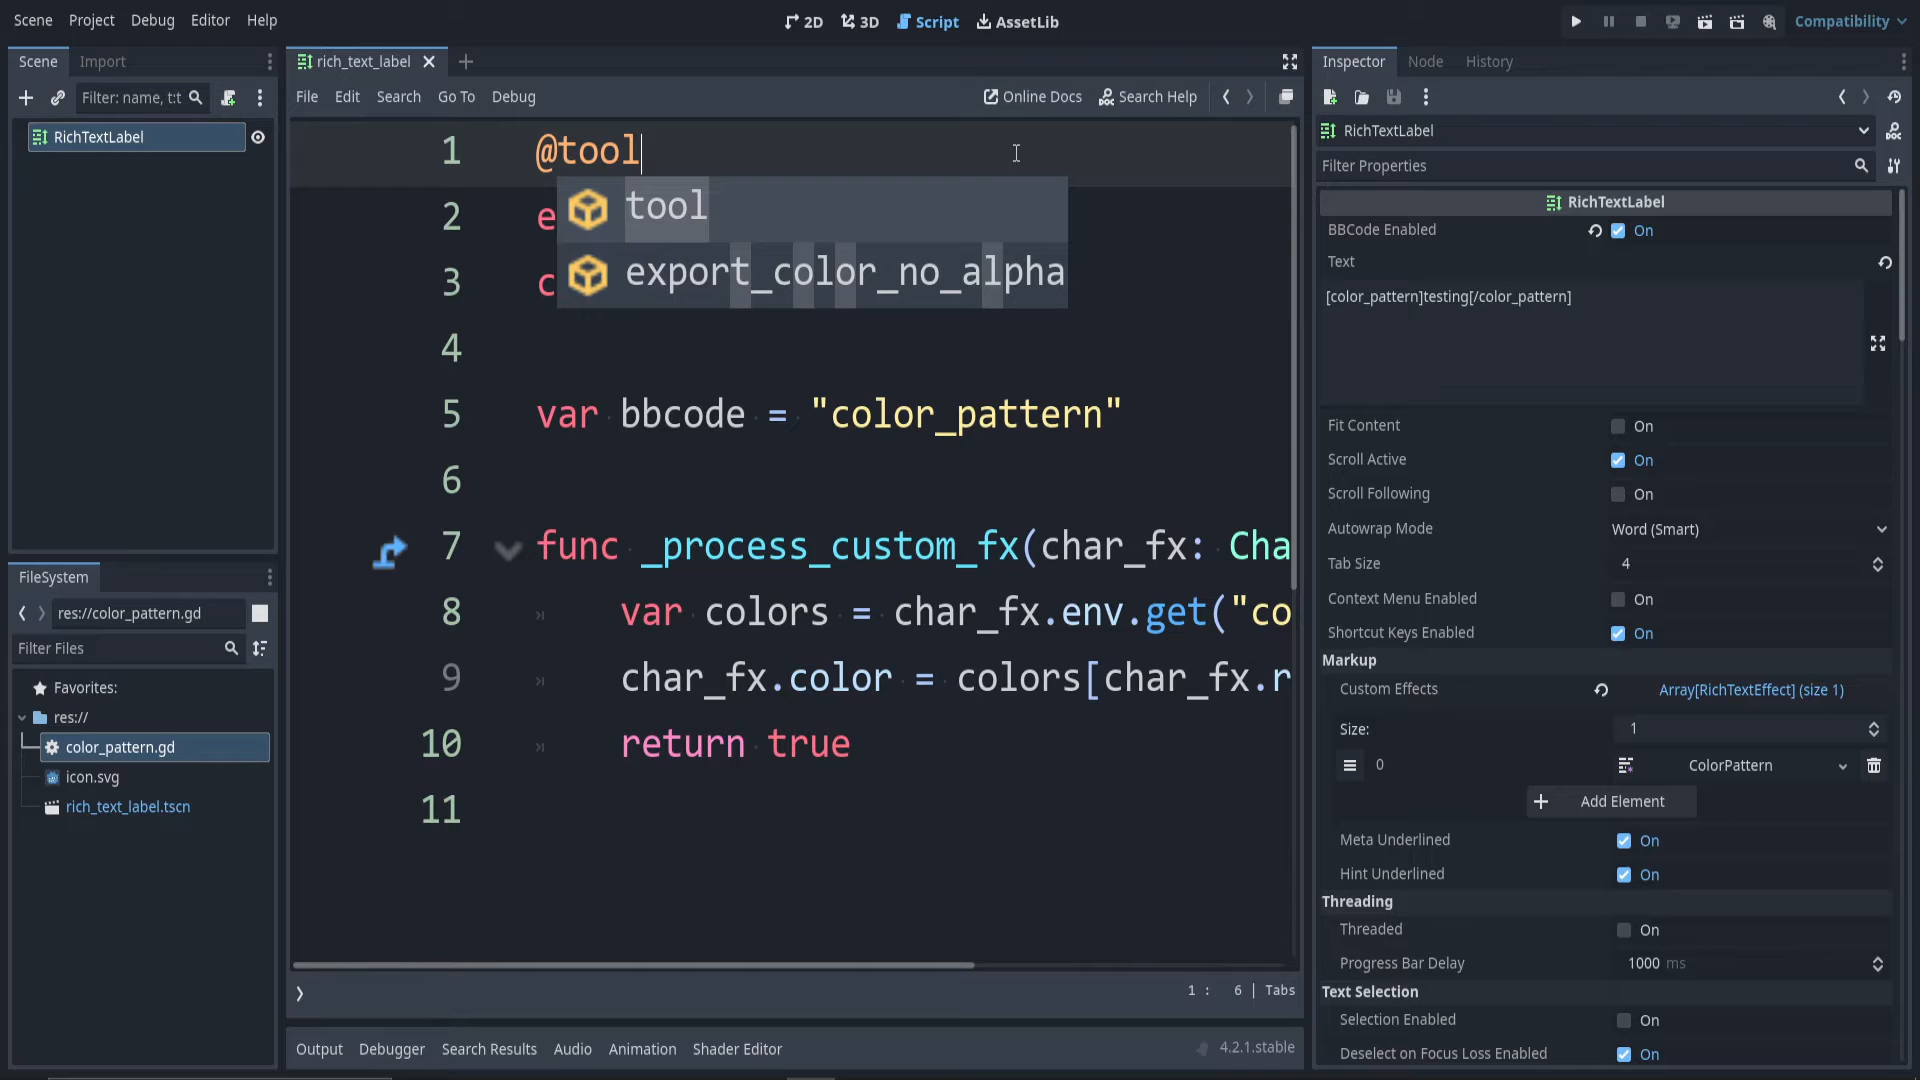 Scene Project Debug Editor Help
2D 3D Script AssetLib
Compatibility
Scene Import
Filter: name, t:t
RichTextLabel
FileSystem
res://color_pattern.gd
Filter Files
Favorites:
res://
color_pattern.gd
icon.svg
rich_text_label.tscn
rich_text_label
File Edit Search Go To Debug
Online Docs Search Help
1 @tool
tool
2 e
export_color_no_alpha
3 c
4
5 var bbcode = "color_pattern"
6
7 func _process_custom_fx(char_fx: Cha
8 var colors = char_fx.env.get("co
9 char_fx.color = colors[char_fx.r
10 return true
11
1 : 6 | Tabs
Output Debugger Search Results Audio Animation Shader Editor
4.2.1.stable
Inspector Node History
RichTextLabel
Filter Properties
RichTextLabel
BBCode Enabled On
Text
[color_pattern]testing[/color_pattern]
Fit Content On
Scroll Active On
Scroll Following On
Autowrap Mode Word (Smart)
Tab Size 4
Context Menu Enabled On
Shortcut Keys Enabled On
Markup
Custom Effects Array[RichTextEffect] (size 1)
Size: 1
0 ColorPattern
Add Element
Meta Underlined On
Hint Underlined On
Threading
Threaded On
Progress Bar Delay 1000 ms
Text Selection
Selection Enabled On
Deselect on Focus Loss Enabled On